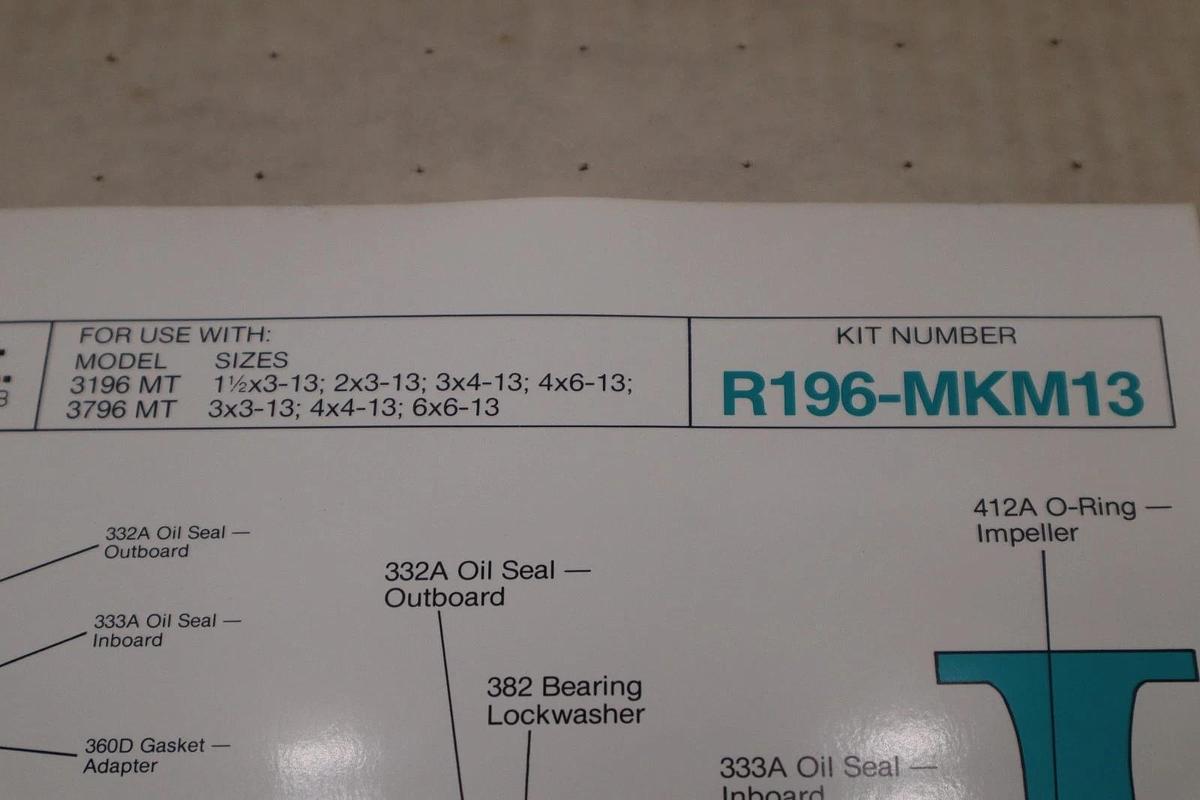 FOR USE WITH:
MODEL SIZES
3196 MT 1½x3-13; 2x3-13; 3x4-13; 4x6-13;
3796 MT 3x3-13; 4x4-13; 6x6-13
KIT NUMBER
R196-MKM13
332A Oil Seal —
Outboard
333A Oil Seal —
Inboard
360D Gasket —
Adapter
332A Oil Seal —
Outboard
382 Bearing
Lockwasher
412A O-Ring —
Impeller
333A Oil Seal —
Inboard